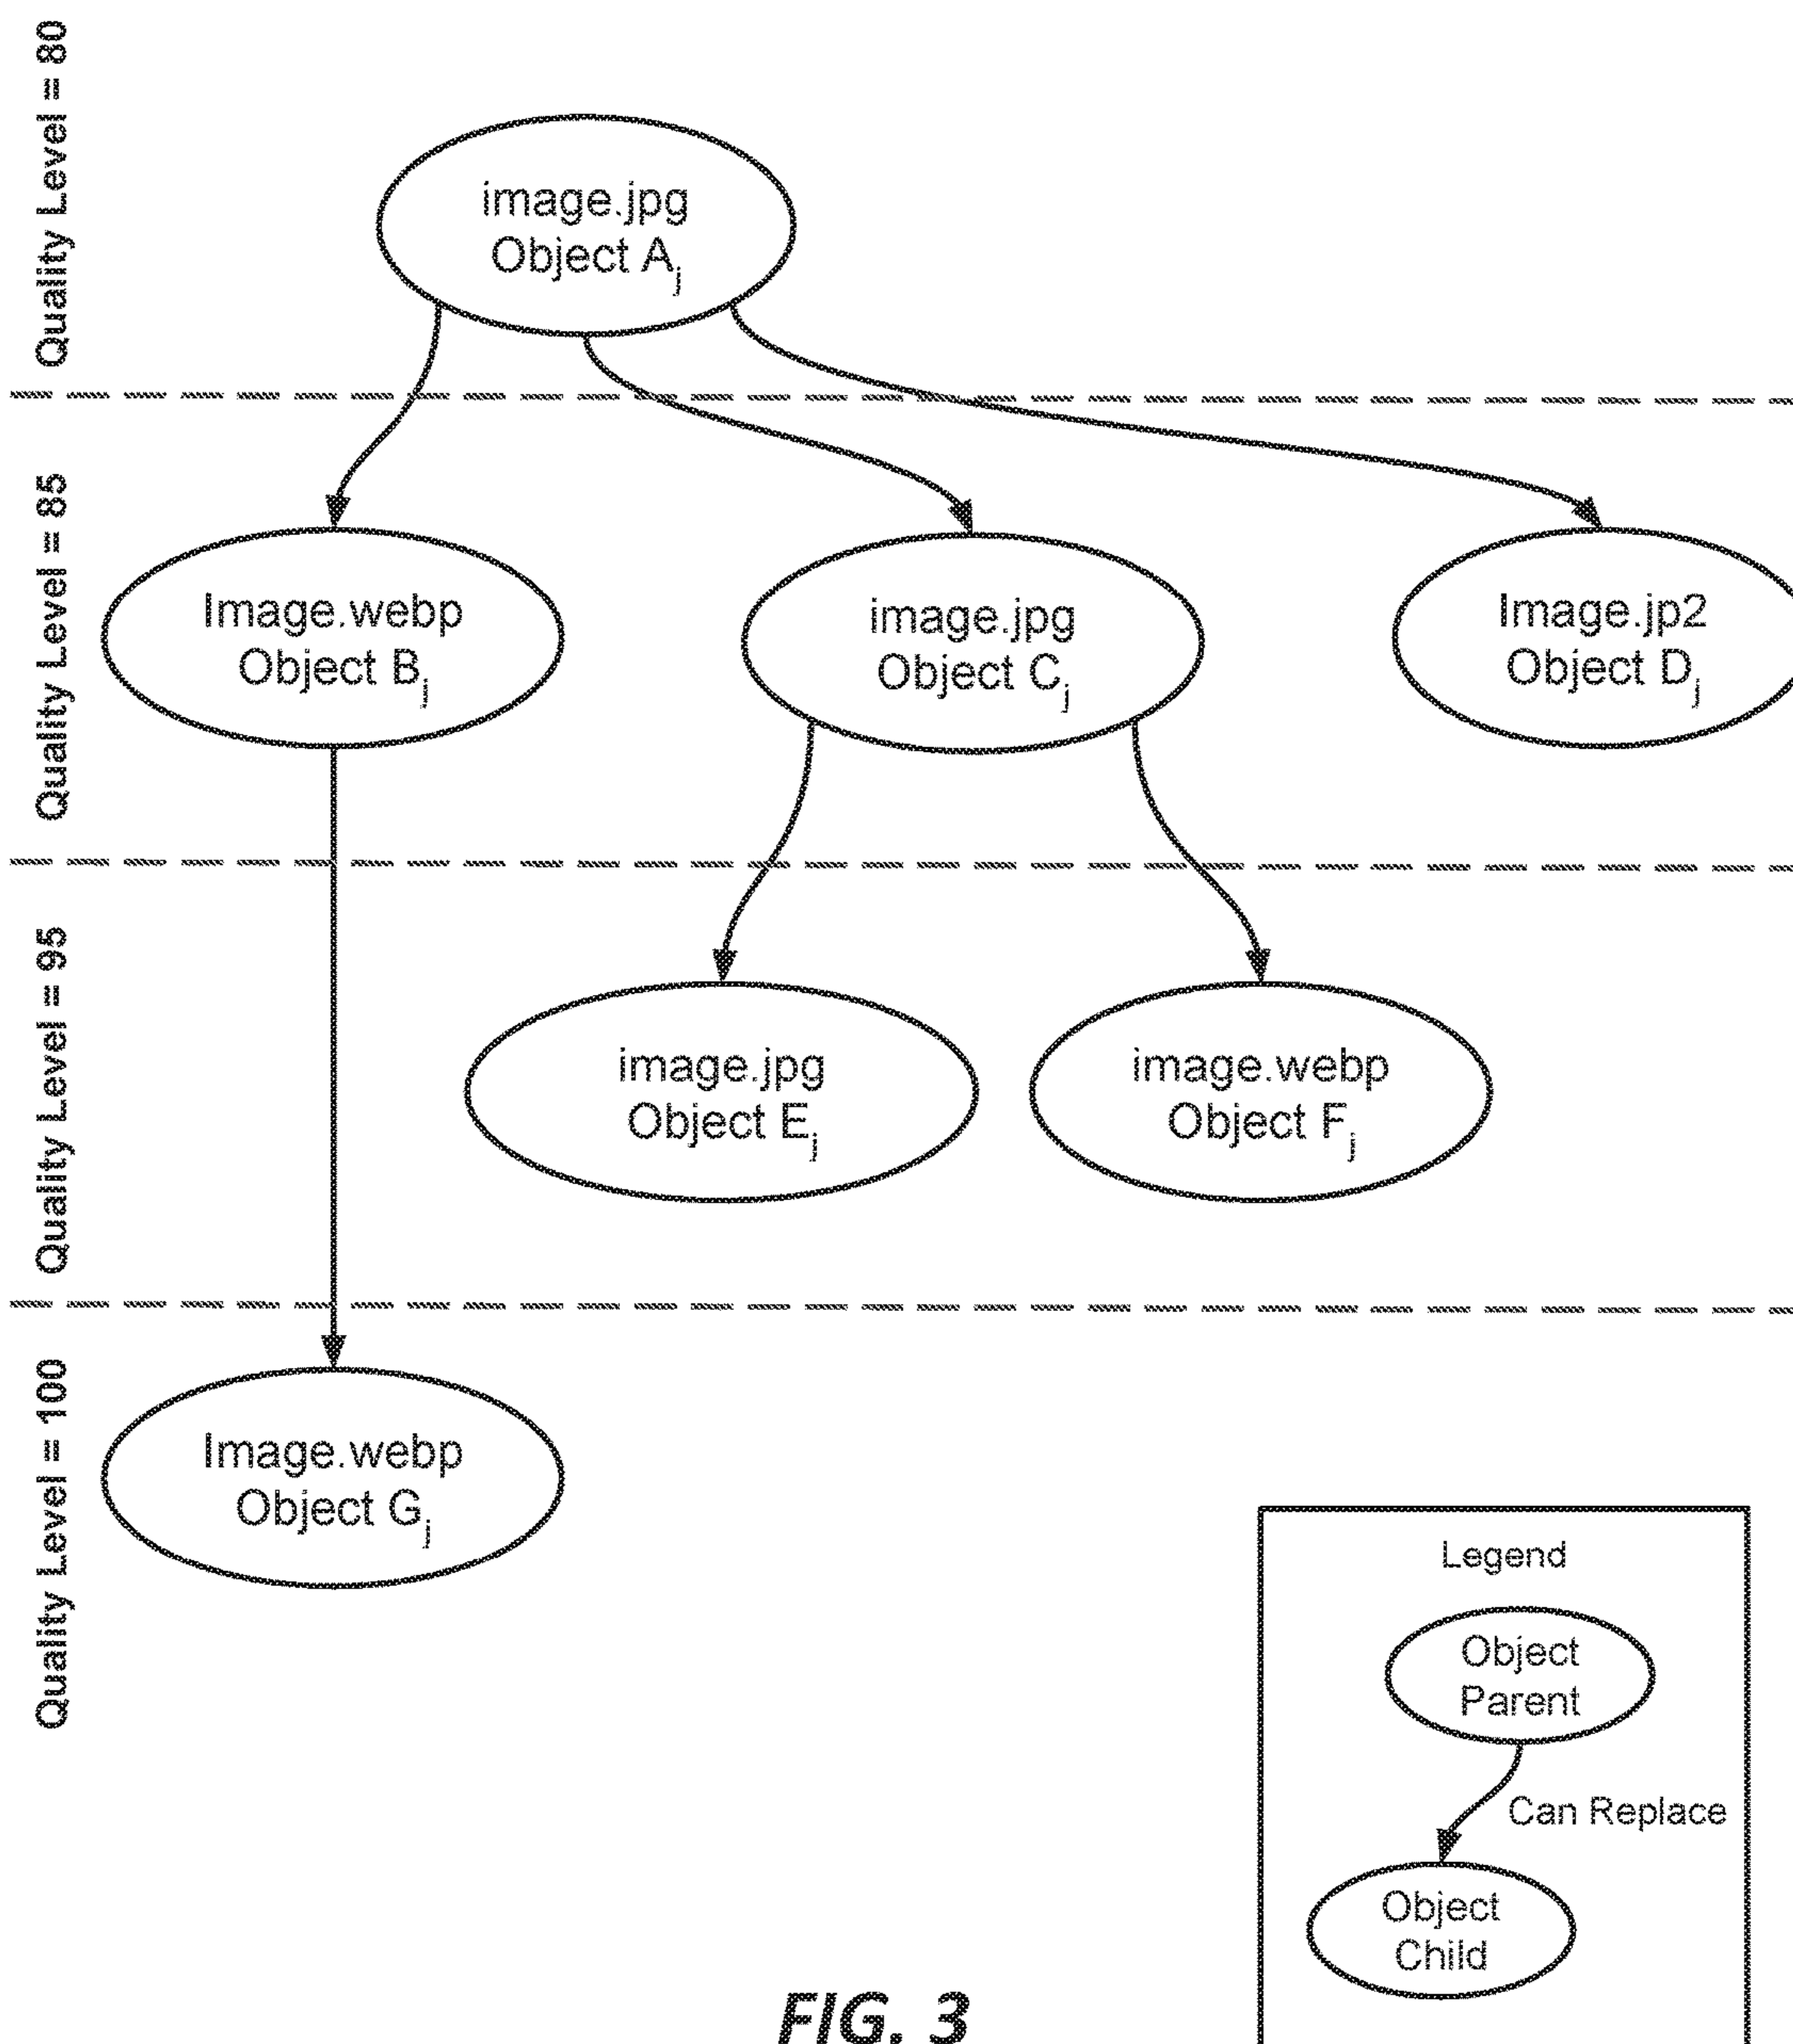 Quality Level = 80
image.jpg
Object Aj
Quality Level = 85
Image.webp
Object Bj
image.jpg
Object Cj
Image.jp2
Object Dj
Quality Level = 95
image.jpg
Object Ej
image.webp
Object Fj
Quality Level = 100
Image.webp
Object Gj
Legend
Object
Parent
Can Replace
Object
Child
FIG. 3